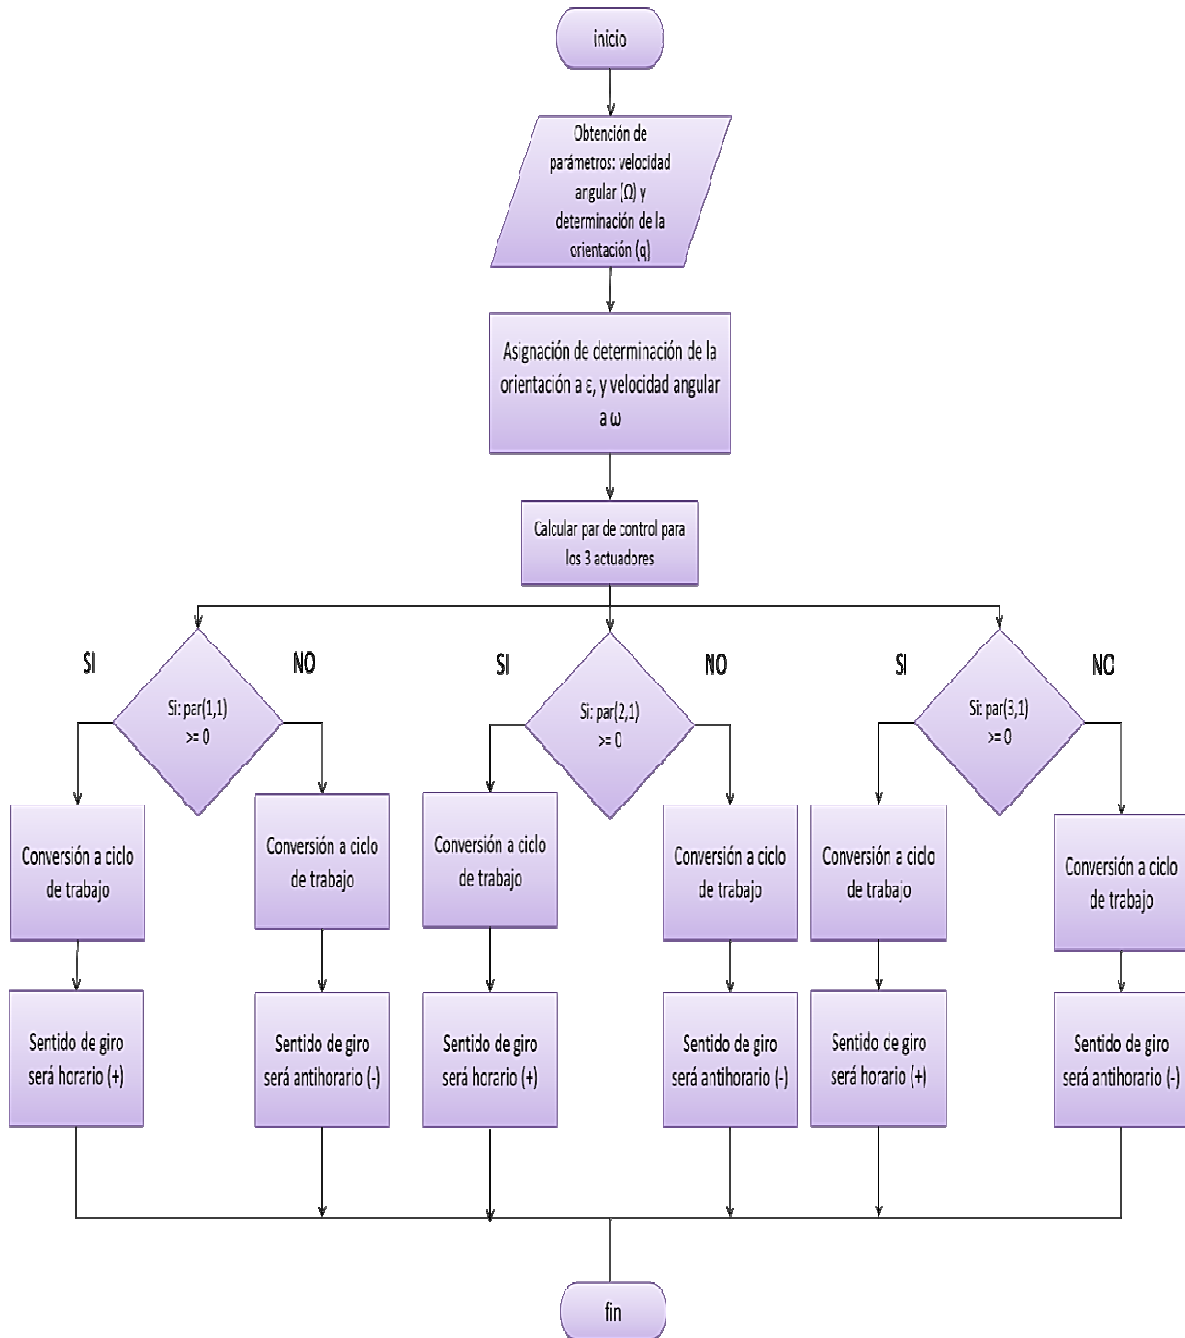 inicio
Obtención de
parámetros: velocidad
angular (Ω) y
determinación de la
orientación (q)
Asignación de determinación de la
orientación a ε, y velocidad angular
a ω
Calcular par de control para
los 3 actuadores
SI
NO
Si: par(1,1)
>= 0
SI
NO
Si: par(2,1)
>= 0
SI
NO
Si: par(3,1)
>= 0
Conversión a ciclo
de trabajo
Conversión a ciclo
de trabajo
Conversión a ciclo
de trabajo
Conversión a ciclo
de trabajo
Conversión a ciclo
de trabajo
Conversión a ciclo
de trabajo
Sentido de giro
será horario (+)
Sentido de giro
será antihorario (-)
Sentido de giro
será horario (+)
Sentido de giro
será antihorario (-)
Sentido de giro
será horario (+)
Sentido de giro
será antihorario (-)
fin